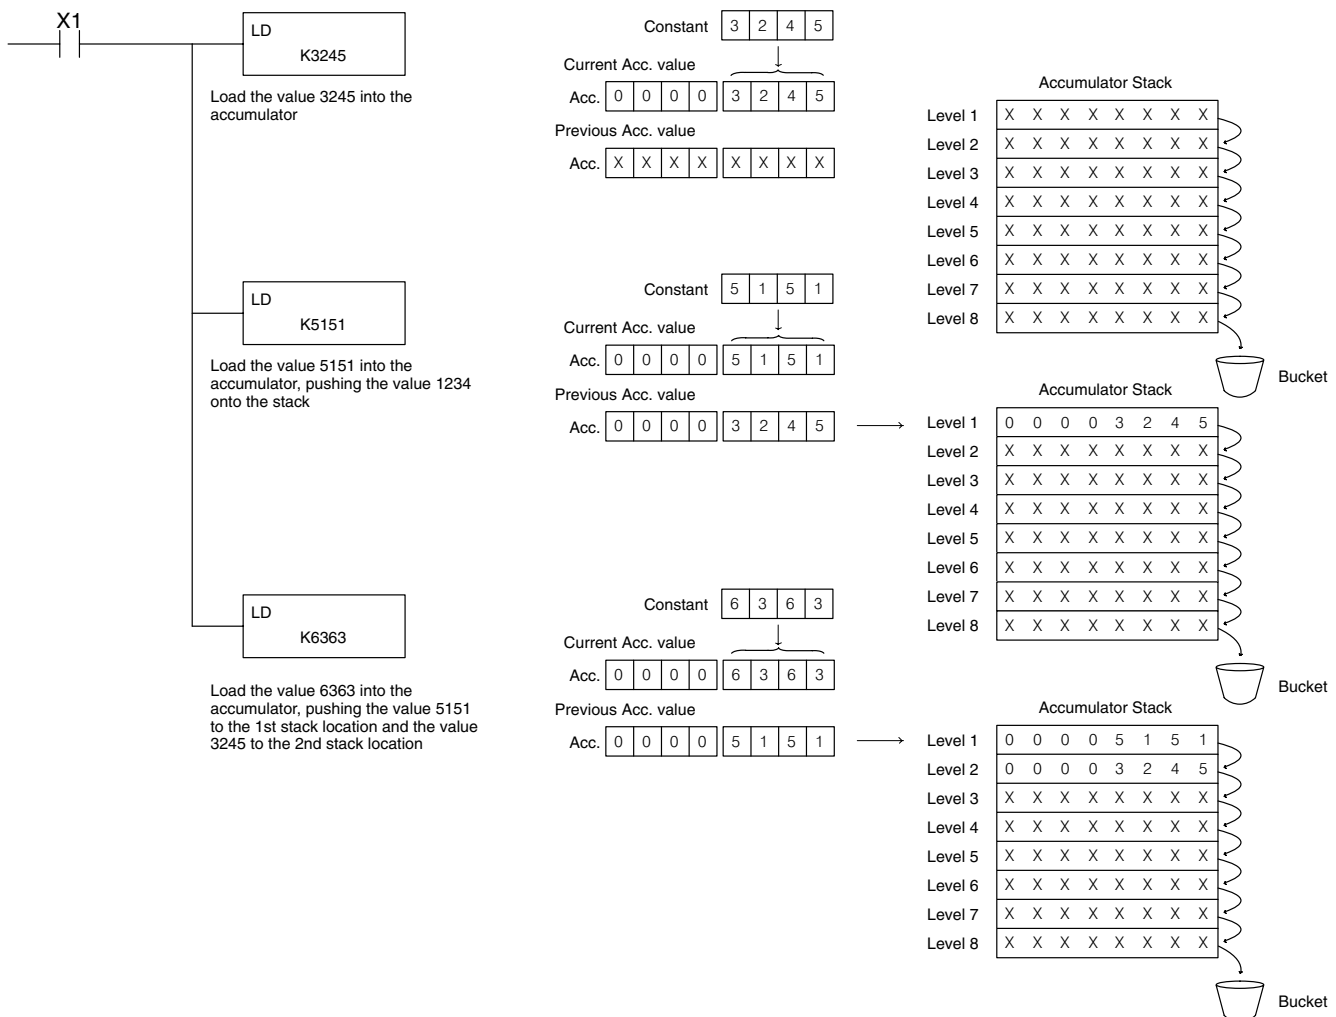 X1
LD
K3245
Load the value 3245 into the
accumulator
Constant 3 2 4 5
Current Acc. value
Acc. 0 0 0 0 3 2 4 5
Previous Acc. value
Acc. X X X X X X X X
Accumulator Stack
Level 1 X X X X X X X X
Level 2 X X X X X X X X
Level 3 X X X X X X X X
Level 4 X X X X X X X X
Level 5 X X X X X X X X
Level 6 X X X X X X X X
Level 7 X X X X X X X X
Level 8 X X X X X X X X
Bucket
LD
K5151
Load the value 5151 into the
accumulator, pushing the value 1234
onto the stack
Constant 5 1 5 1
Current Acc. value
Acc. 0 0 0 0 5 1 5 1
Previous Acc. value
Acc. 0 0 0 0 3 2 4 5
Accumulator Stack
Level 1 0 0 0 0 3 2 4 5
Level 2 X X X X X X X X
Level 3 X X X X X X X X
Level 4 X X X X X X X X
Level 5 X X X X X X X X
Level 6 X X X X X X X X
Level 7 X X X X X X X X
Level 8 X X X X X X X X
Bucket
LD
K6363
Load the value 6363 into the
accumulator, pushing the value 5151
to the 1st stack location and the value
3245 to the 2nd stack location
Constant 6 3 6 3
Current Acc. value
Acc. 0 0 0 0 6 3 6 3
Previous Acc. value
Acc. 0 0 0 0 5 1 5 1
Accumulator Stack
Level 1 0 0 0 0 5 1 5 1
Level 2 0 0 0 0 3 2 4 5
Level 3 X X X X X X X X
Level 4 X X X X X X X X
Level 5 X X X X X X X X
Level 6 X X X X X X X X
Level 7 X X X X X X X X
Level 8 X X X X X X X X
Bucket